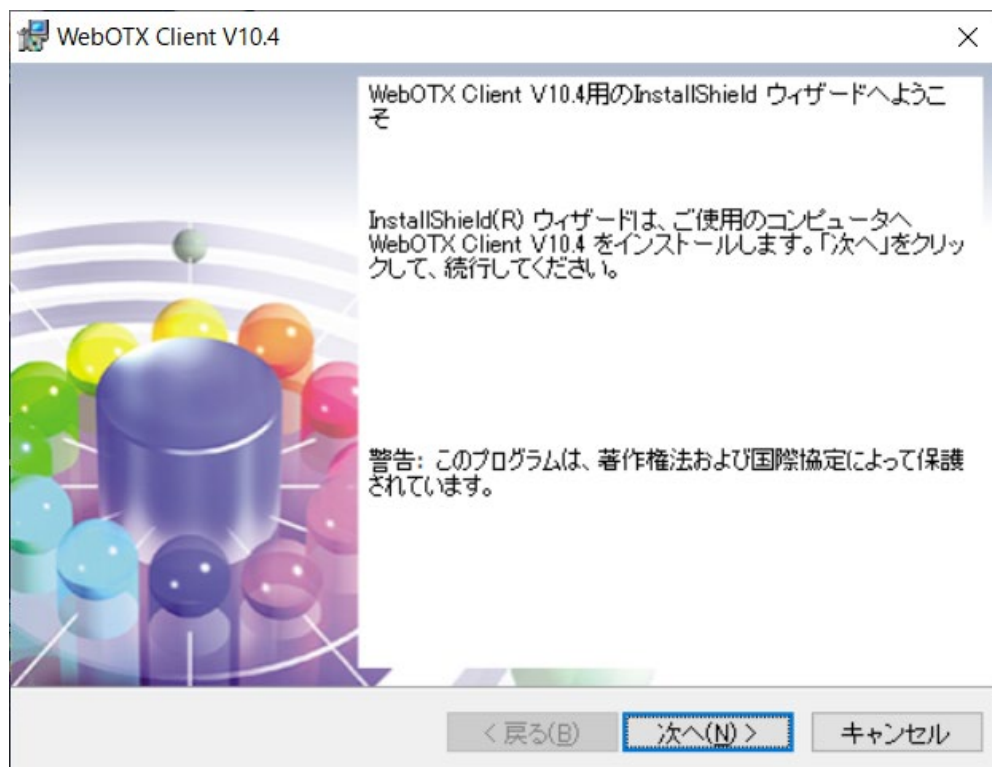 WebOTX Client V10.4
WebOTX Client V10.4用のInstallShield ウィザードへようこ
そ
InstallShield(R) ウィザードは、ご使用のコンピュータへ
WebOTX Client V10.4 をインストールします。「次へ」をクリッ
クして、続行してください。
警告: このプログラムは、著作権法および国際協定によって保護
されています。
< 戻る(B)
次へ(N) >
キャンセル